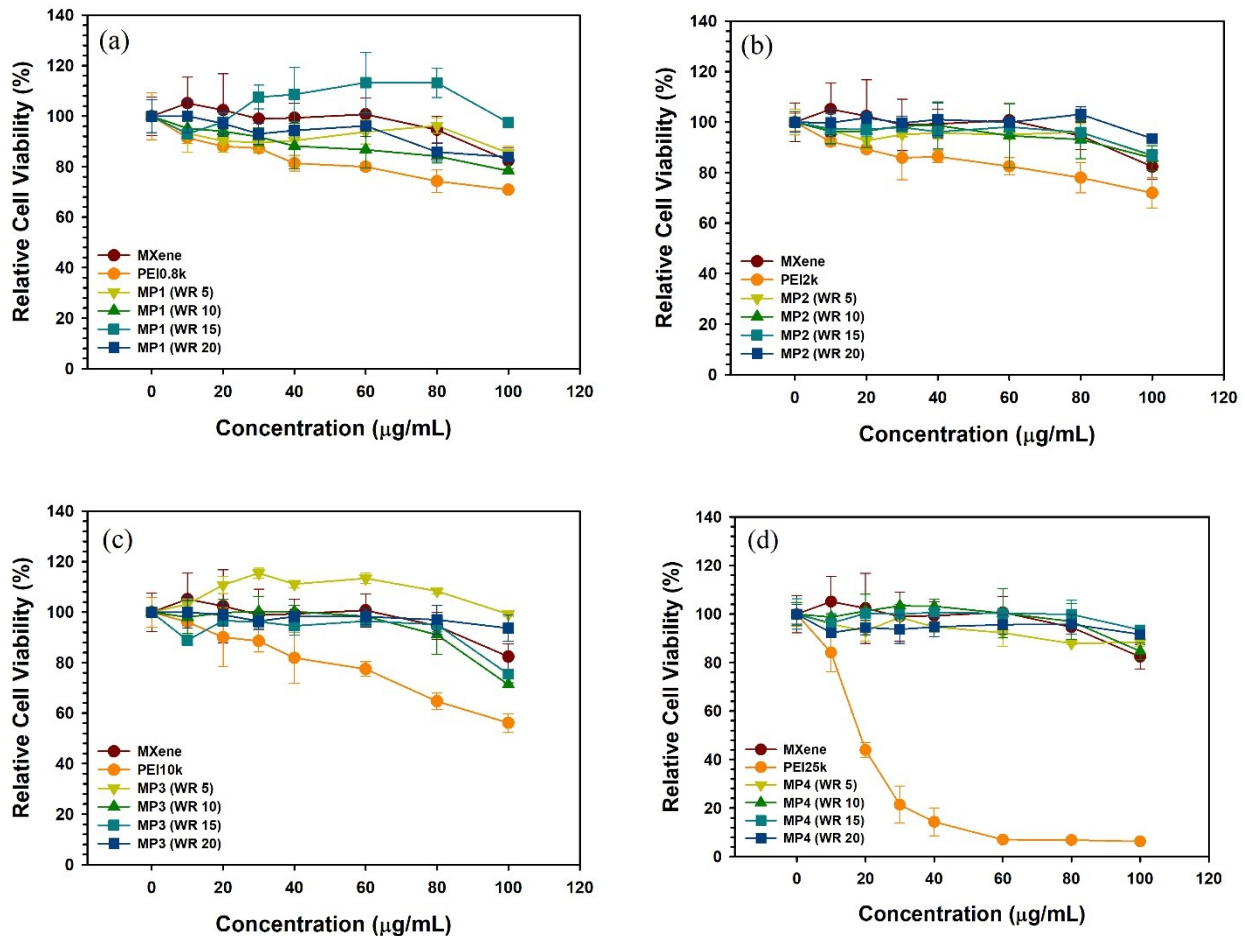 (a)
Relative Cell Viability (%)
140
120
100
80
60
40
20
0
MXene
PEI0.8k
MP1 (WR 5)
MP1 (WR 10)
MP1 (WR 15)
MP1 (WR 20)
0 20 40 60 80 100 120
Concentration (μg/mL)
(b)
Relative Cell Viability (%)
140
120
100
80
60
40
20
0
MXene
PEI2k
MP2 (WR 5)
MP2 (WR 10)
MP2 (WR 15)
MP2 (WR 20)
0 20 40 60 80 100 120
Concentration (μg/mL)
(c)
Relative Cell Viability (%)
140
120
100
80
60
40
20
0
MXene
PEI10k
MP3 (WR 5)
MP3 (WR 10)
MP3 (WR 15)
MP3 (WR 20)
0 20 40 60 80 100 120
Concentration (μg/mL)
(d)
Relative Cell Viability (%)
140
120
100
80
60
40
20
0
MXene
PEI25k
MP4 (WR 5)
MP4 (WR 10)
MP4 (WR 15)
MP4 (WR 20)
0 20 40 60 80 100 120
Concentration (μg/mL)